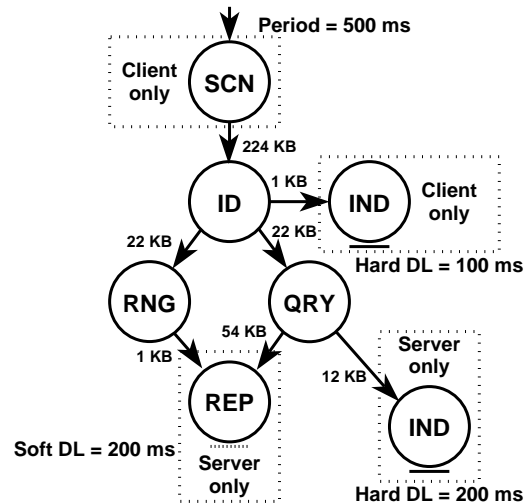 Period = 500 ms
Client
only
SCN
224 KB
ID
1 KB
IND
Client
only
Hard DL = 100 ms
22 KB
22 KB
RNG
QRY
1 KB
54 KB
12 KB
Server
only
REP
IND
Soft DL = 200 ms
Server
only
Hard DL = 200 ms